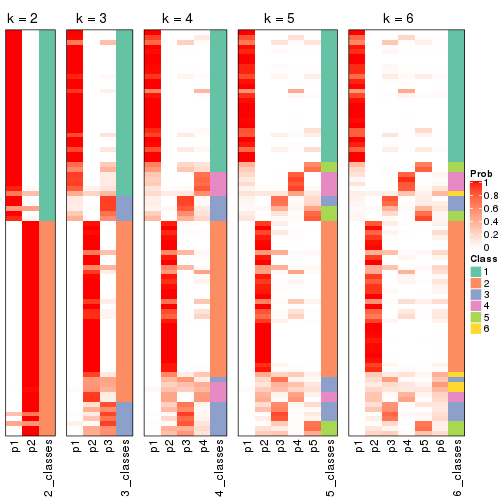 k = 2
k = 3
k = 4
k = 5
k = 6
Prob
1
0.8
0.6
0.4
0.2
0
Class
1
2
3
4
5
6
p1
p2
2_classes
p1
p2
p3
3_classes
p1
p2
p3
p4
4_classes
p1
p2
p3
p4
p5
5_classes
p1
p2
p3
p4
p5
p6
6_classes